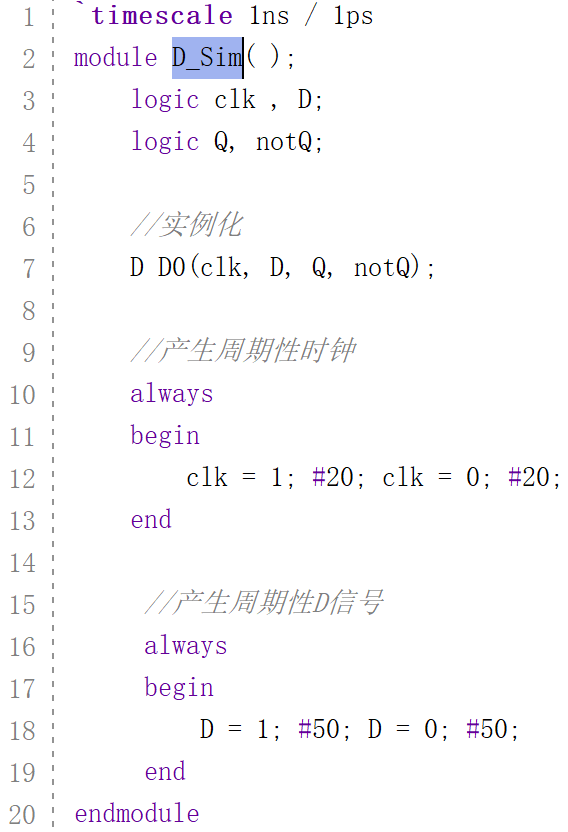 1 `timescale 1ns / 1ps
2 module D_Sim( );
3 logic clk , D;
4 logic Q, notQ;
5
6 //实例化
7 D D0(clk, D, Q, notQ);
8
9 //产生周期性时钟
10 always
11 begin
12 clk = 1; #20; clk = 0; #20;
13 end
14
15 //产生周期性D信号
16 always
17 begin
18 D = 1; #50; D = 0; #50;
19 end
20 endmodule